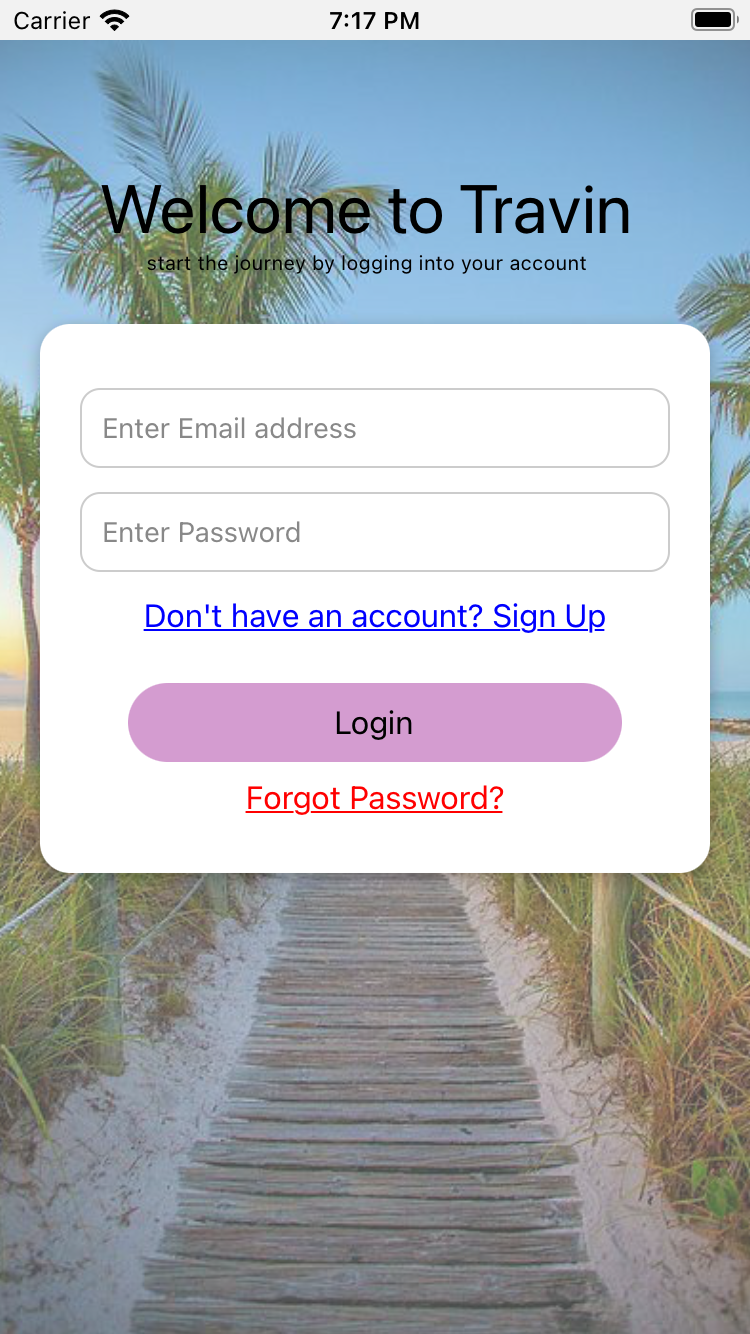 Carrier 7:17 PM
Welcome to Travin
start the journey by logging into your account
Enter Email address
Enter Password
Don't have an account? Sign Up
Login
Forgot Password?